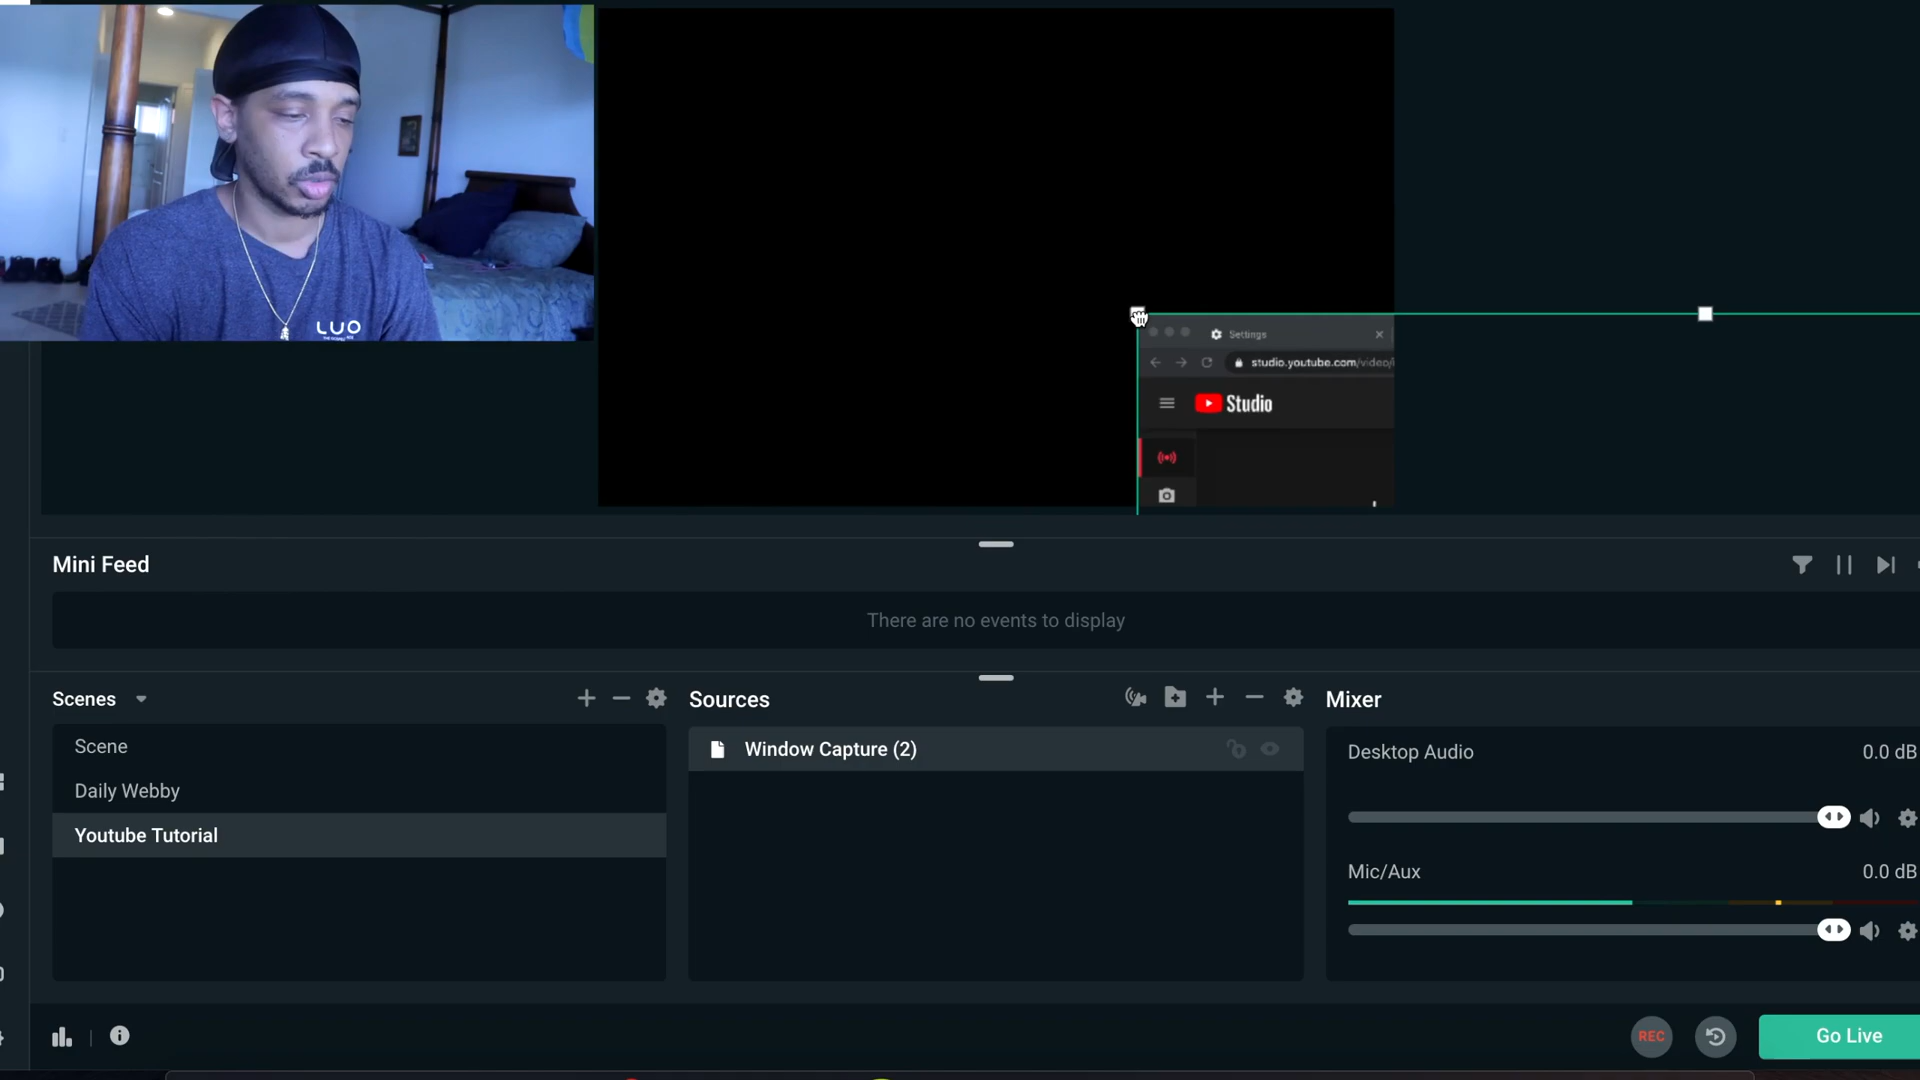 LUO
Settings
studio.youtube.com/video/
Studio
Mini Feed
There are no events to display
Scenes
Sources
Mixer
Scene
Daily Webby
Youtube Tutorial
Window Capture (2)
Desktop Audio
0.0 dB
Mic/Aux
0.0 dB
REC
Go Live